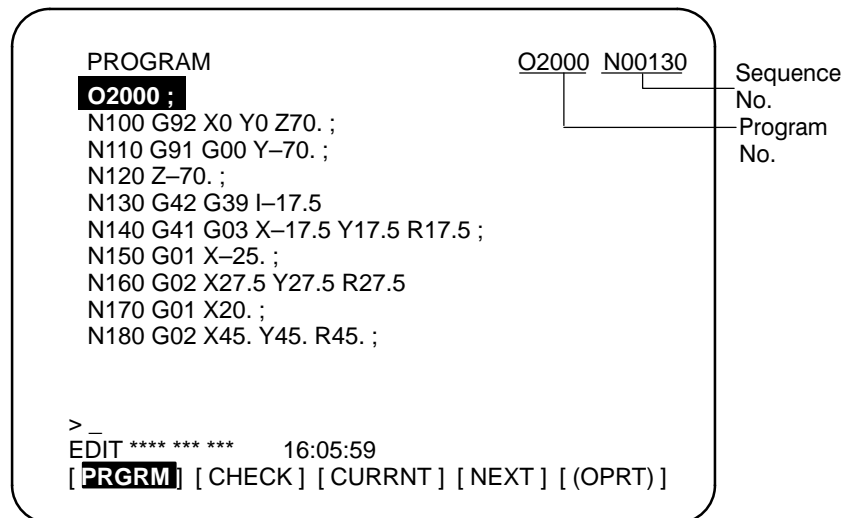 PROGRAM O2000 N00130
Sequence No.
Program No.
O2000 ;
N100 G92 X0 Y0 Z70. ;
N110 G91 G00 Y–70. ;
N120 Z–70. ;
N130 G42 G39 I–17.5
N140 G41 G03 X–17.5 Y17.5 R17.5 ;
N150 G01 X–25. ;
N160 G02 X27.5 Y27.5 R27.5
N170 G01 X20. ;
N180 G02 X45. Y45. R45. ;
> _
EDIT **** *** *** 16:05:59
[ PRGRM ] [ CHECK ] [ CURRNT ] [ NEXT ] [ (OPRT) ]